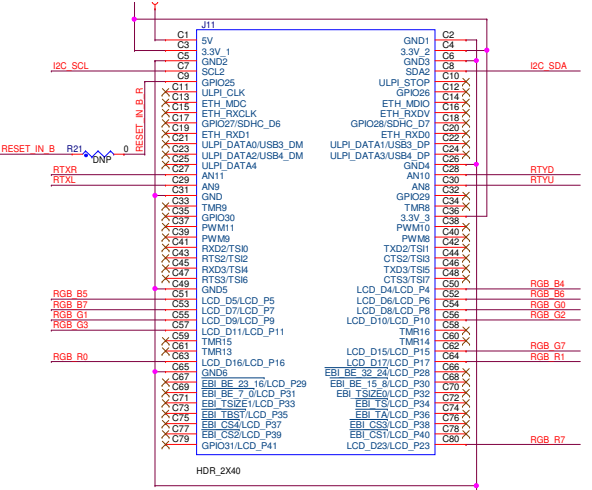 J11
C1 5V GND1 C2
C3 3.3V_1 3.3V_2 C4
C5 GND2 GND3 C6
I2C_SCL C7 SCL2 SDA2 C8 I2C_SDA
C9 GPIO25 ULPI_STOP C10
C11 ULPI_CLK GPIO26 C12
C13 ETH_MDC ETH_MDIO C14
C15 ETH_RXCLK ETH_RXDV C16
C17 GPIO27/SDHC_D6 GPIO28/SDHC_D7 C18
C19 ETH_RXD1 ETH_RXD0 C20
C21 ULPI_DATA0/USB3_DM ULPI_DATA1/USB3_DP C22
C23 ULPI_DATA2/USB4_DM ULPI_DATA3/USB4_DP C24
C25 ULPI_DATA4 GND4 C26
RESET_IN_B R21 0
DNP
RESET_IN_B_R
RTXR C27 AN11 AN10 C28 RTYD
RTXL C29 AN9 AN8 C30 RTYU
C31 GND GPIO29 C32
C33 TMR9 TMR8 C34
C35 GPIO30 3.3V_3 C36
C37 PWM11 PWM10 C38
C39 PWM9 PWM8 C40
C41 RXD2/TSI0 TXD2/TSI1 C42
C43 RTS2/TSI2 CTS2/TSI3 C44
C45 RXD3/TSI4 TXD3/TSI5 C46
C47 RTS3/TSI6 CTS3/TSI7 C48
C49 GND5 LCD_D4/LCD_P4 C50 RGB_B4
RGB_B5 C51 LCD_D5/LCD_P5 LCD_D6/LCD_P6 C52 RGB_B6
RGB_B7 C53 LCD_D7/LCD_P7 LCD_D8/LCD_P8 C54 RGB_G0
RGB_G1 C55 LCD_D9/LCD_P9 LCD_D10/LCD_P10 C56 RGB_G2
RGB_G3 C57 LCD_D11/LCD_P11 TMR16 C58
C59 TMR15 TMR14 C60
C61 TMR13 LCD_D15/LCD_P15 C62 RGB_G7
RGB_R0 C63 LCD_D16/LCD_P16 LCD_D17/LCD_P17 C64 RGB_R1
C65 GND6 EBI_BE_32_24/LCD_P28 C66
C67 EBI_BE_23_16/LCD_P29 EBI_BE_15_8/LCD_P30 C68
C69 EBI_BE_7_0/LCD_P31 EBI_TSIZE0/LCD_P32 C70
C71 EBI_TSIZE1/LCD_P33 EBI_TS/LCD_P34 C72
C73 EBI_TBST/LCD_P35 EBI_TA/LCD_P36 C74
C75 EBI_CS4/LCD_P37 EBI_CS3/LCD_P38 C76
C77 EBI_CS2/LCD_P39 EBI_CS1/LCD_P40 C78
C79 GPIO31/LCD_P41 LCD_D23/LCD_P23 C80 RGB_R7
HDR_2X40